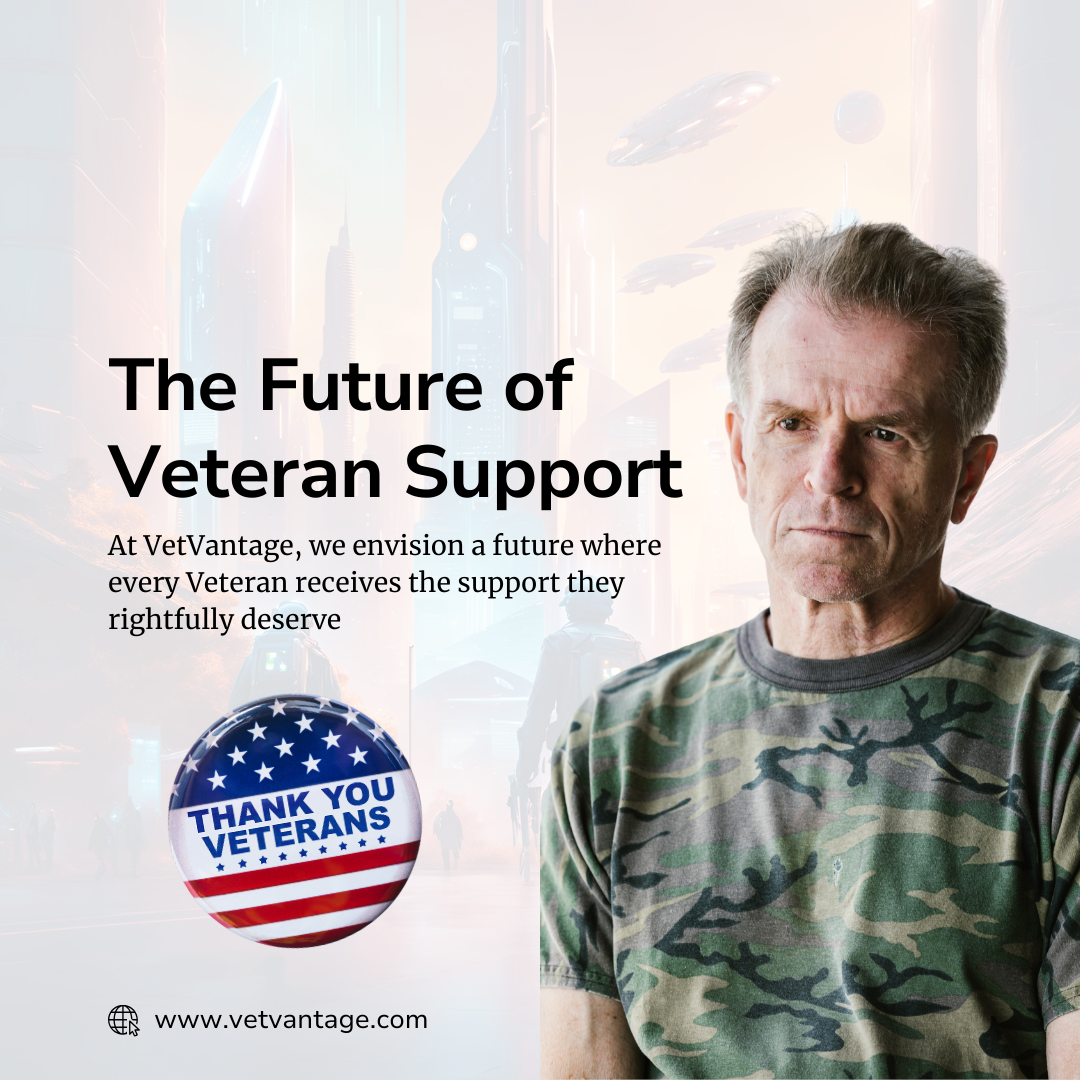 The Future of
Veteran Support
At VetVantage, we envision a future where
every Veteran receives the support they
rightfully deserve
THANK YOU
VETERANS
www.vetvantage.com